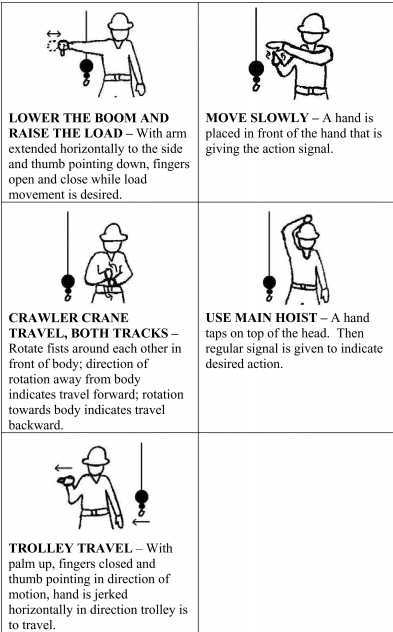 LOWER THE BOOM AND
RAISE THE LOAD – With arm
extended horizontally to the side
and thumb pointing down, fingers
open and close while load
movement is desired.
MOVE SLOWLY – A hand is
placed in front of the hand that is
giving the action signal.
CRAWLER CRANE
TRAVEL, BOTH TRACKS –
Rotate fists around each other in
front of body; direction of
rotation away from body
indicates travel forward; rotation
towards body indicates travel
backward.
USE MAIN HOIST – A hand
taps on top of the head.  Then
regular signal is given to indicate
desired action.
TROLLEY TRAVEL – With
palm up, fingers closed and
thumb pointing in direction of
motion, hand is jerked
horizontally in direction trolley is
to travel.